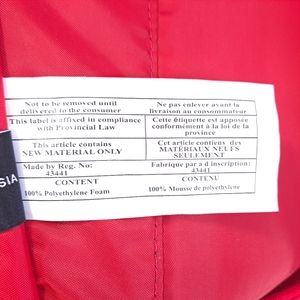 Not to be removed until
delivered to the consumer
This label is affixed in compliance
with Provincial Law
This article contains
NEW MATERIAL ONLY
Made by Reg. No:
43441
CONTENT
100% Polyethylene Foam
Ne pas enlever avant la
livraison au consommateur
Cette étiquette est apposée
conformément à la loi de la
province
Cet article contient des
MATÉRIAUX NEUFS
SEULEMENT
Fabrique par a d inscription:
43441
CONTENU
100% Mousse de polyethylene
SIA